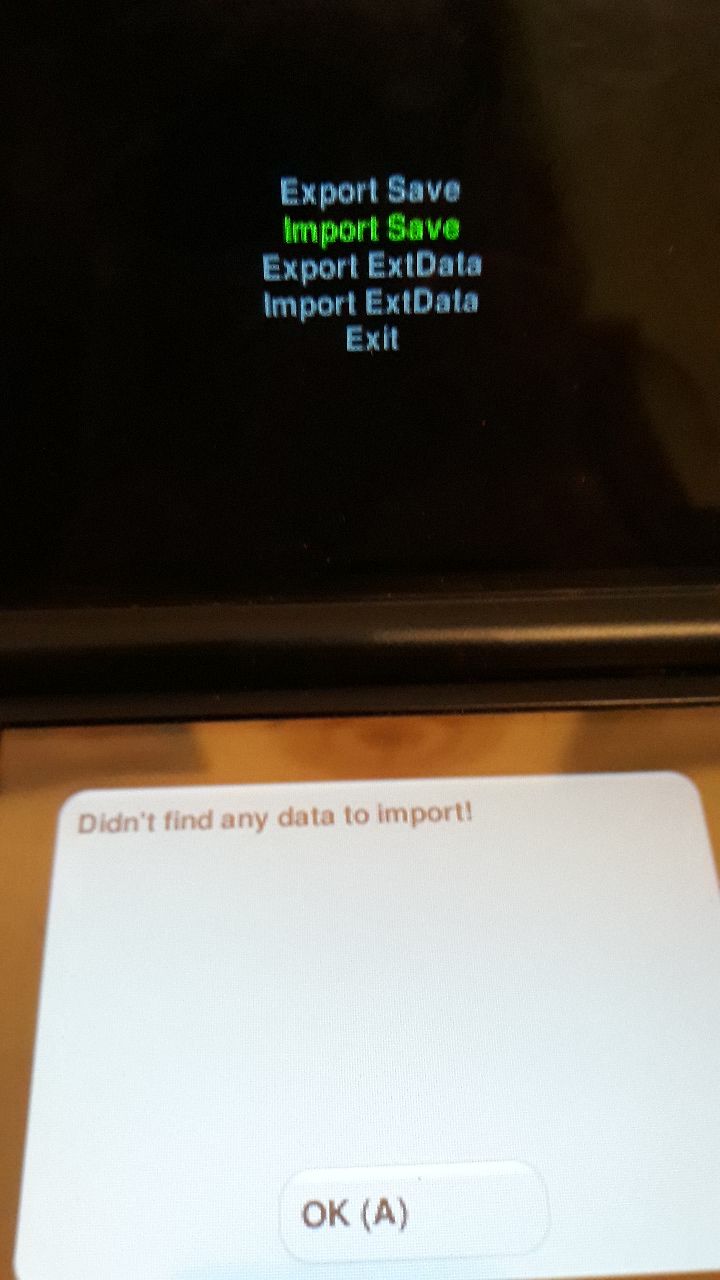 Export Save
Import Save
Export ExtData
Import ExtData
Exit
Didn't find any data to import!
OK (A)